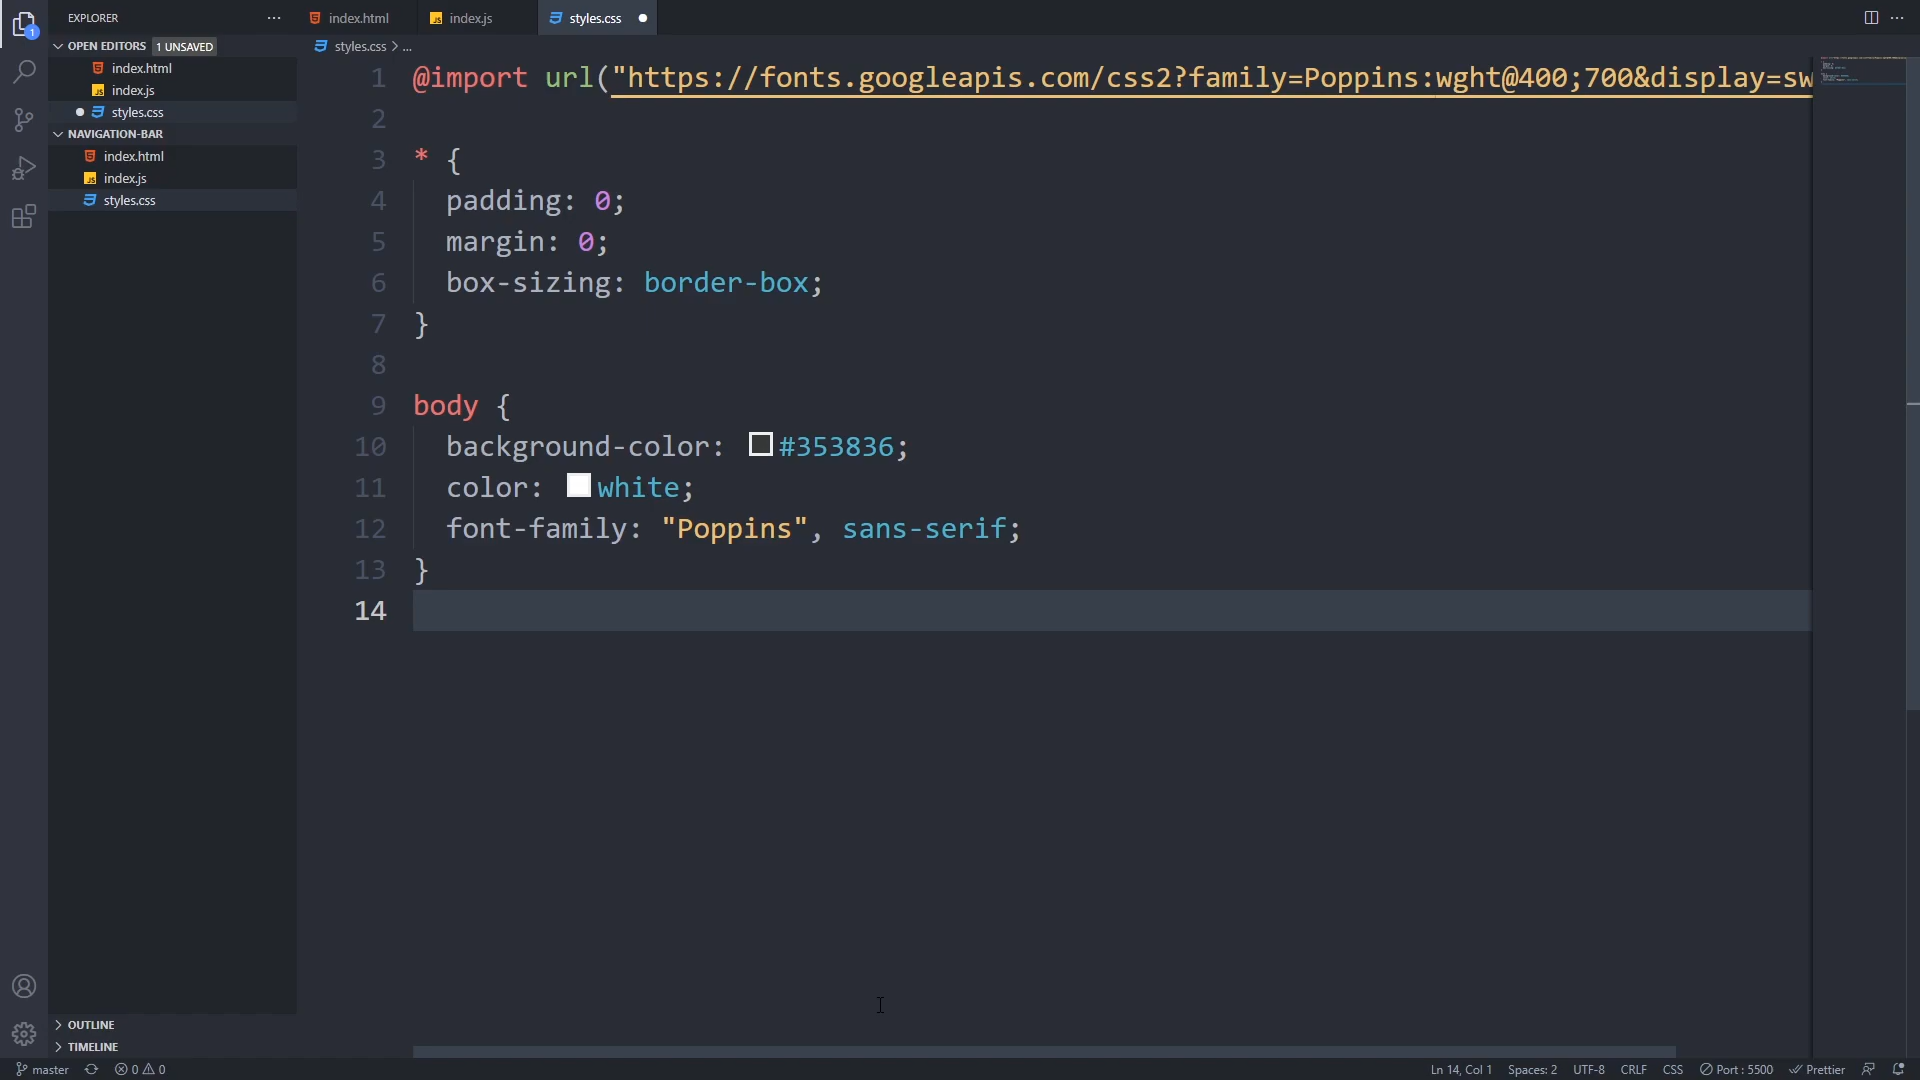 EXPLORER
index.html
index.js
styles.css
1
OPEN EDITORS
1 UNSAVED
styles.css > ...
index.html
index.js
styles.css
NAVIGATION-BAR
index.html
index.js
styles.css
1 @import url("https://fonts.googleapis.com/css2?family=Poppins:wght@400;700&display=sw
2
3 * {
4 padding: 0;
5 margin: 0;
6 box-sizing: border-box;
7 }
8
9 body {
10 background-color: #353836;
11 color: white;
12 font-family: "Poppins", sans-serif;
13 }
14
OUTLINE
TIMELINE
master 0 0 Ln 14, Col 1 Spaces: 2 UTF-8 CRLF CSS Port : 5500 Prettier